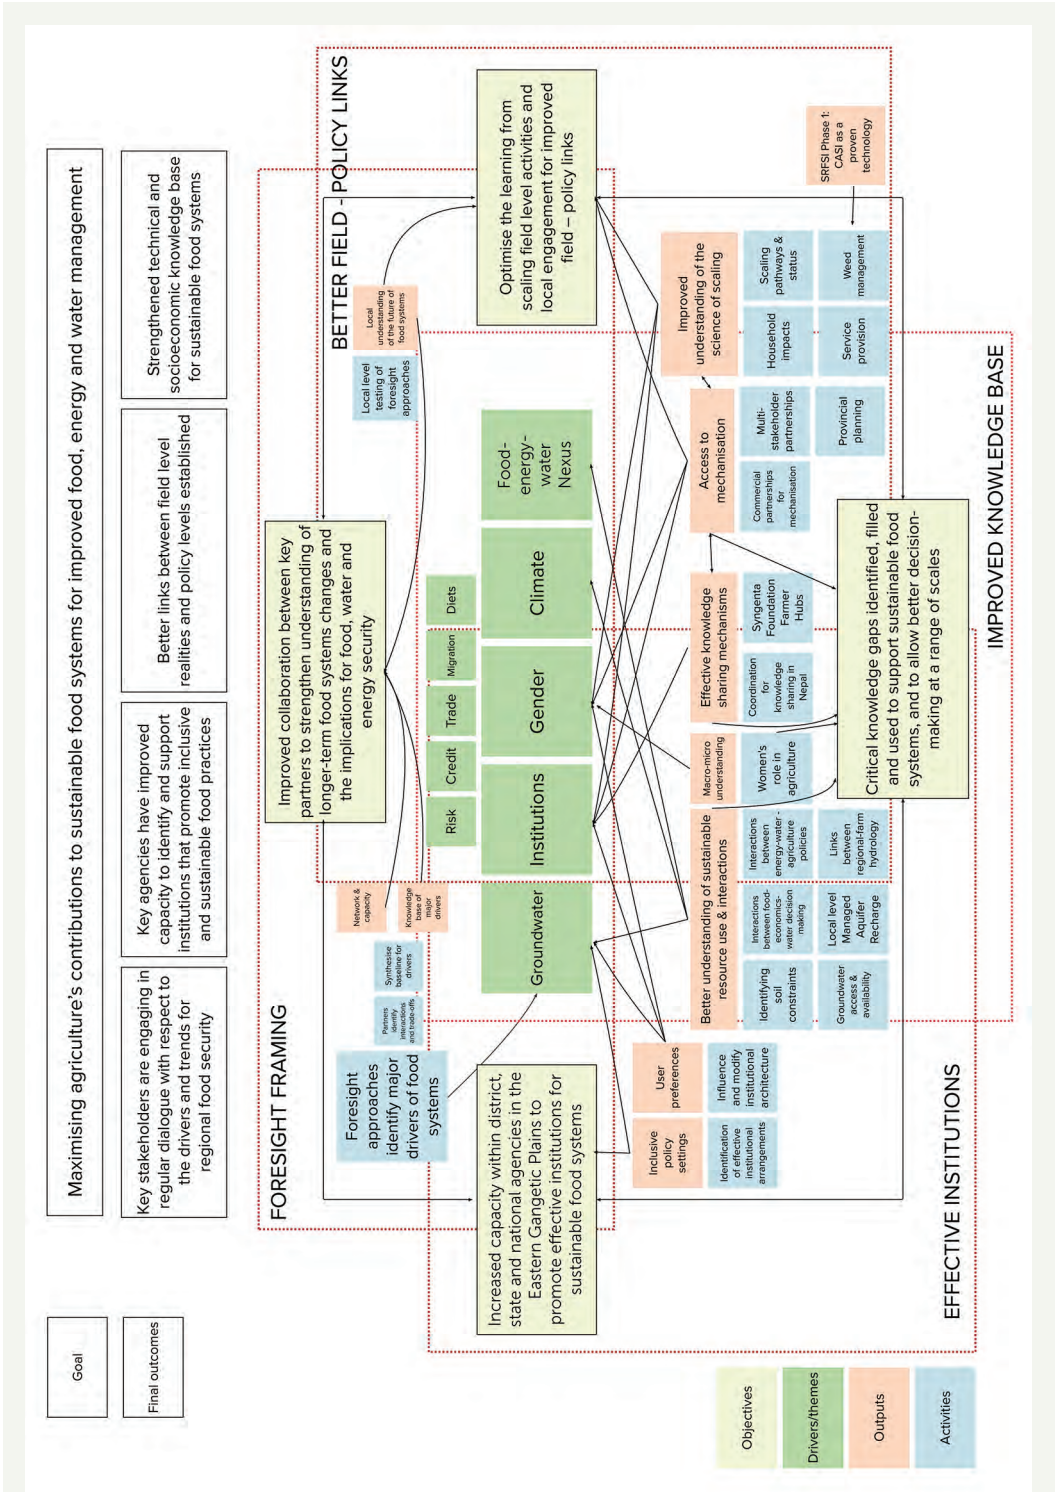 Goal
Maximising agriculture's contributions to sustainable food systems for improved food, energy and water management
Final outcomes
Key stakeholders are engaging in
regular dialogue with respect to
the drivers and trends for
regional food security
Key agencies have improved
capacity to identify and support
institutions that promote inclusive
and sustainable food practices
Better links between field level
realities and policy levels established
Strengthened technical and
socioeconomic knowledge base
for sustainable food systems
FORESIGHT FRAMING
Improved collaboration between key
partners to strengthen understanding of
longer-term food systems changes and
the implications for food, water and
energy security
BETTER FIELD - POLICY LINKS
Foresight
approaches
identify major
drivers of food
systems
Partners
identify
interactions
and trade-offs
Synthesise
baseline for
drivers
Network &
capacity
Knowledge
base of
major
drivers
Local level
testing of
foresight
approaches
Local
understanding
of the future of
food systems
Risk
Credit
Trade
Migration
Diets
Increased capacity within district,
state and national agencies in the
Eastern Gangetic Plains to
promote effective institutions for
sustainable food systems
Groundwater
Institutions
Gender
Climate
Food-
energy-
water
Nexus
Optimise the learning from
scaling field level activities and
local engagement for improved
field – policy links
Inclusive
policy
settings
User
preferences
Identification
of effective
institutional
arrangements
Influence
and modify
institutional
architecture
Better understanding of sustainable
resource use & interactions
Macro-micro
understanding
Effective knowledge
sharing mechanisms
Access to
mechanisation
Improved
understanding of the
science of scaling
Identifying
soil
constraints
Interactions
between food-
economics-
water decision
making
Interactions
between
energy-water -
agriculture
policies
Women's
role in
agriculture
Coordination
for
knowledge
sharing in
Nepal
Syngenta
Foundation
Farmer
Hubs
Commercial
partnerships
for
mechanisation
Multi-
stakeholder
partnerships
Household
impacts
Scaling
pathways &
status
Groundwater
access &
availability
Local level
Managed
Aquifer
Recharge
Links
between
regional-farm
hydrology
Provincial
planning
Service
provision
Weed
management
SRFSI Phase 1:
CASI as a
proven
technology
Critical knowledge gaps identified, filled
and used to support sustainable food
systems, and to allow better decision-
making at a range of scales
EFFECTIVE INSTITUTIONS
IMPROVED KNOWLEDGE BASE
Objectives
Drivers/themes
Outputs
Activities